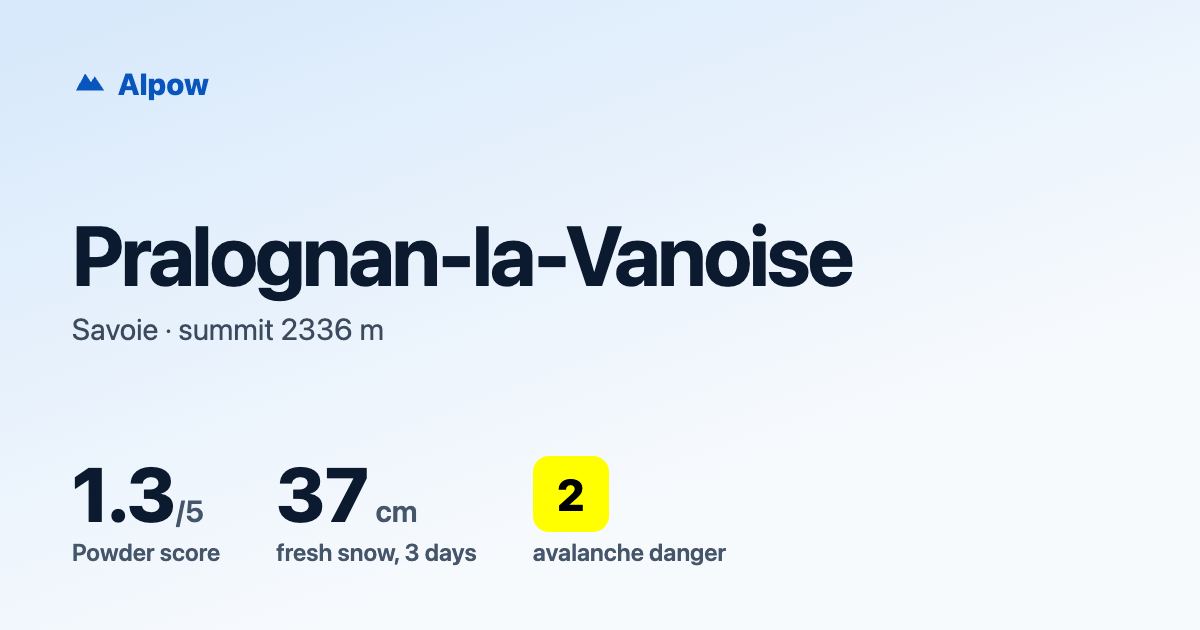 Alpow
Pralognan-la-Vanoise
Savoie · summit 2336 m
1.3/5
Powder score
37 cm
fresh snow, 3 days
2
avalanche danger